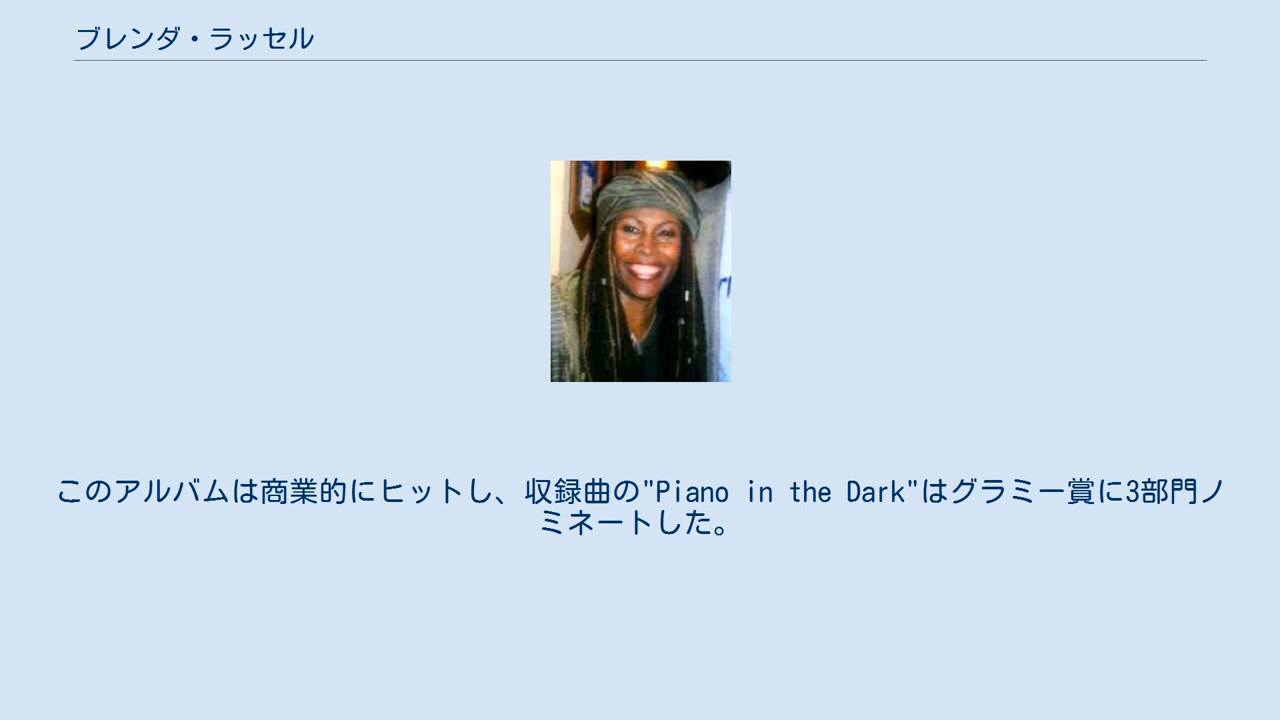 ブレンダ・ラッセル
このアルバムは商業的にヒットし、収録曲の"Piano in the Dark"はグラミー賞に3部門ノ
ミネートした。